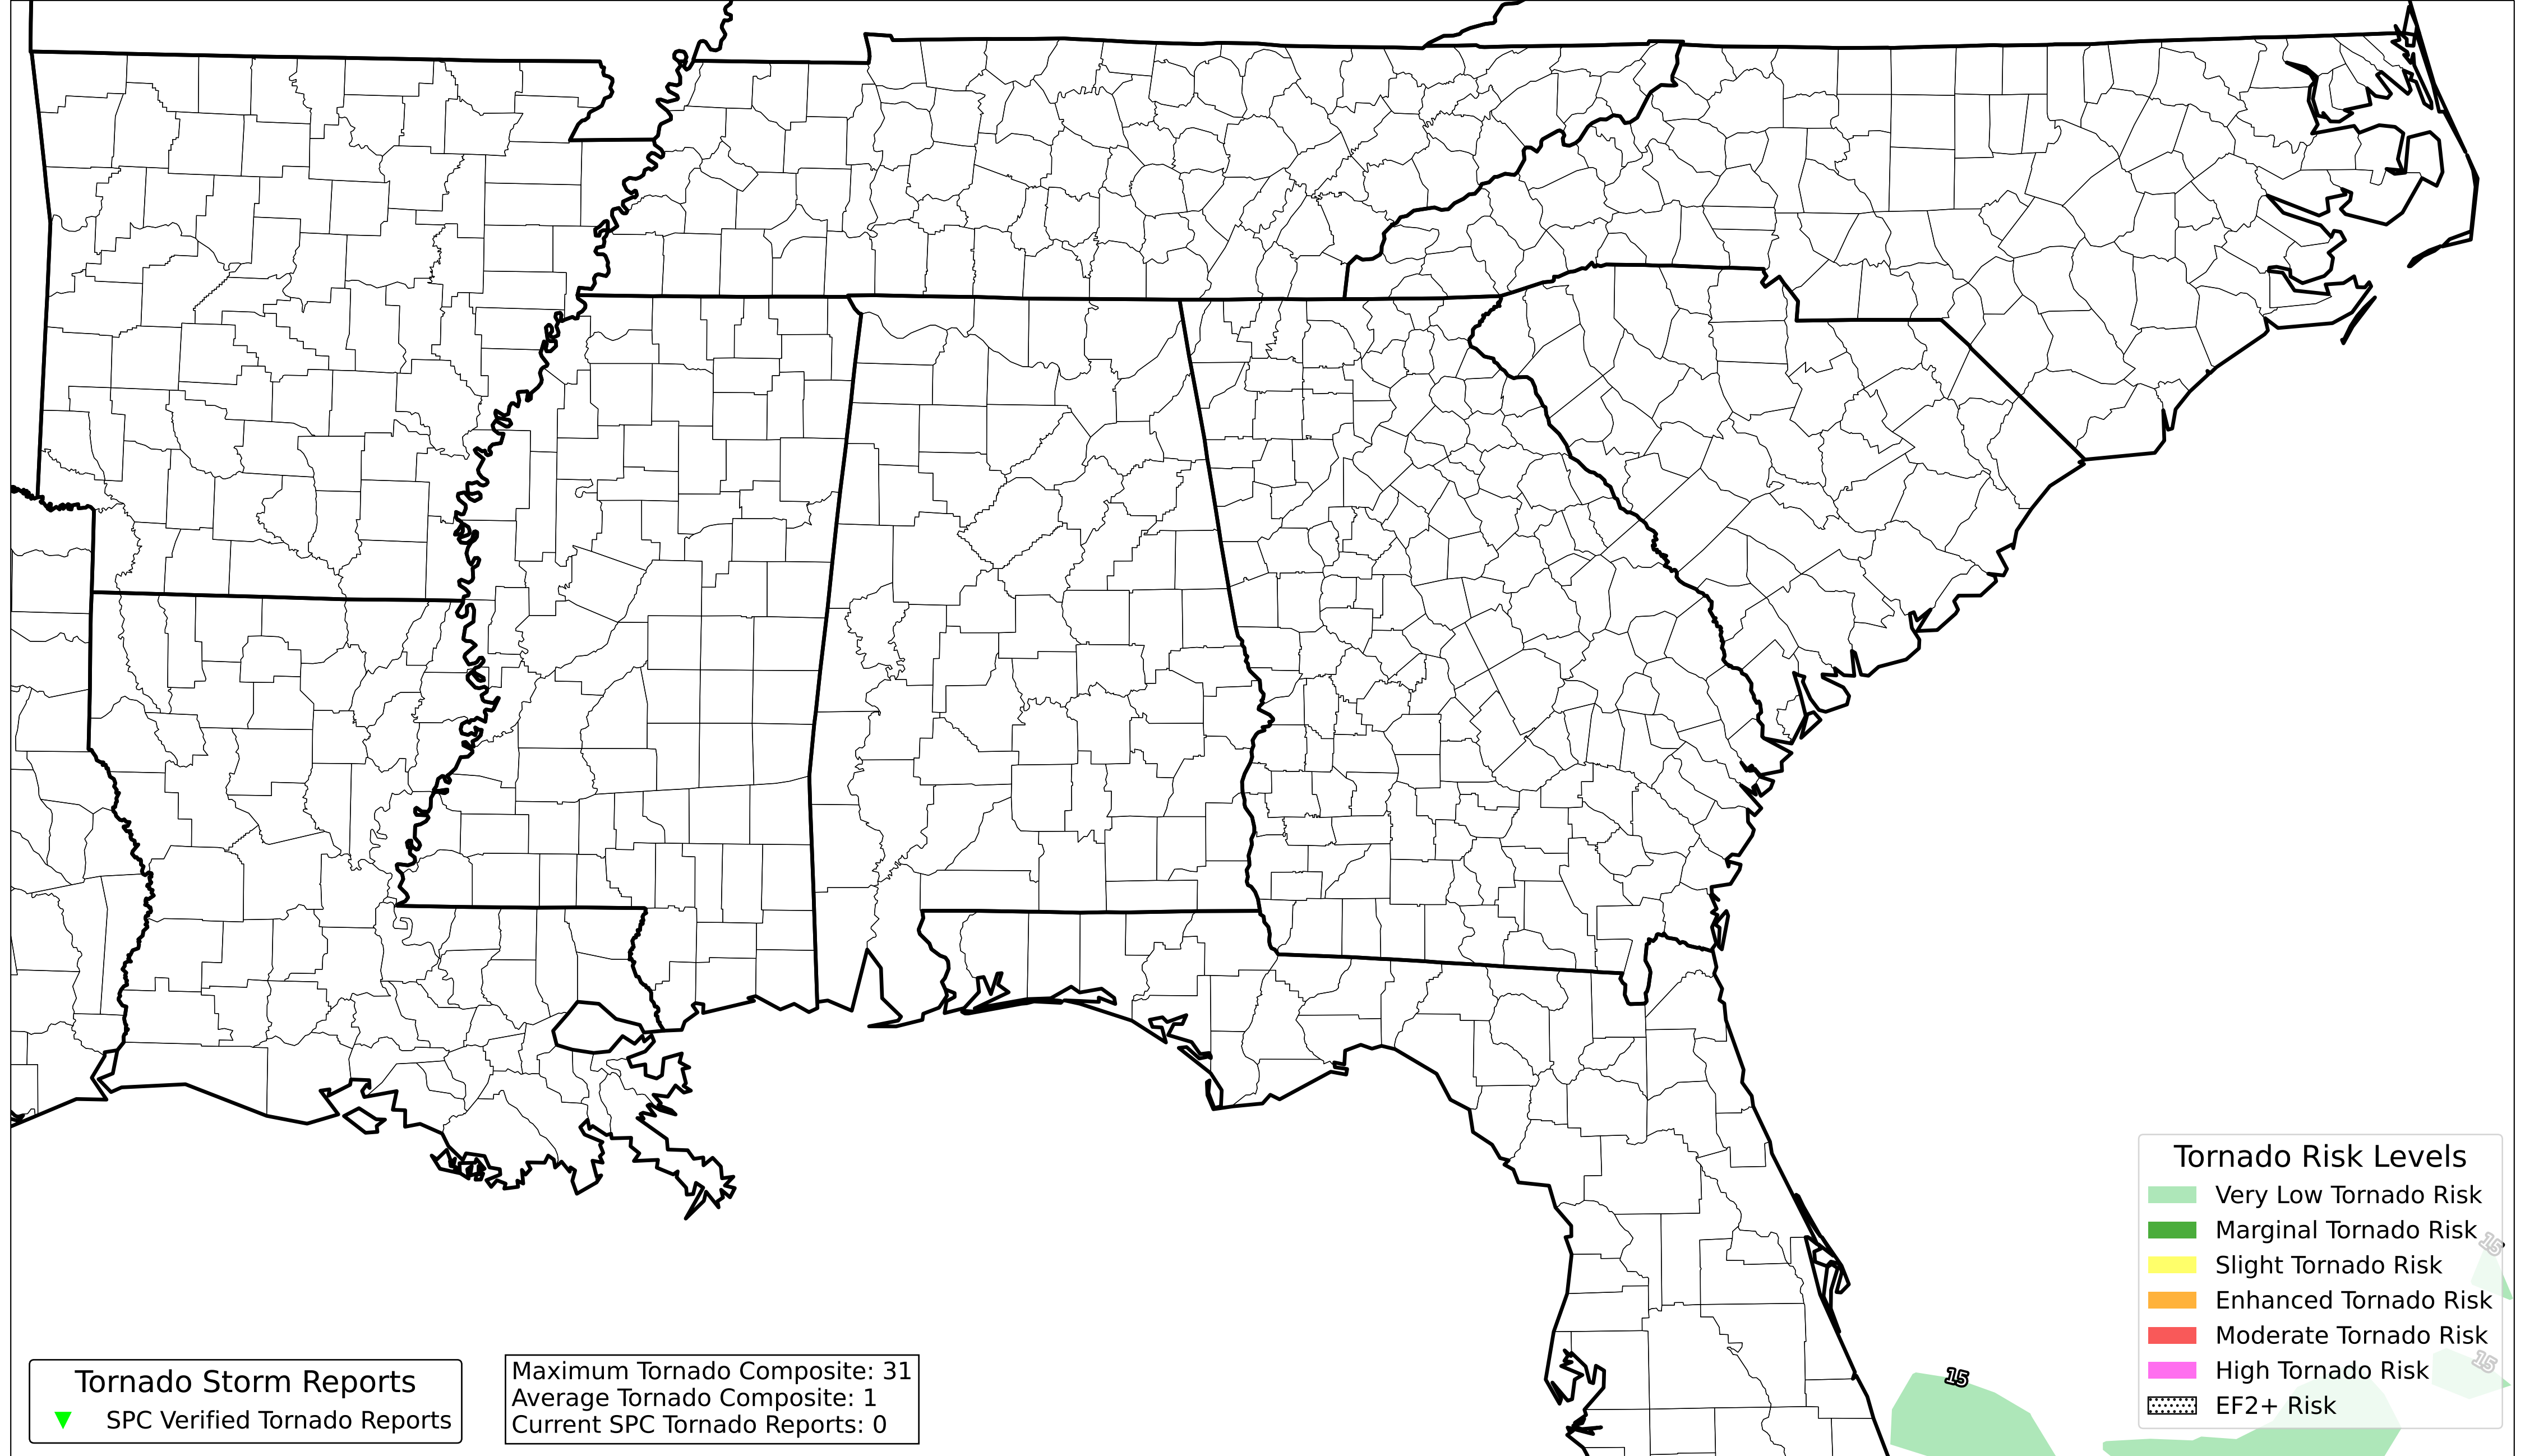 Tornado Risk Levels
Very Low Tornado Risk
Marginal Tornado Risk
15
Slight Tornado Risk
Enhanced Tornado Risk
Moderate Tornado Risk
15
High Tornado Risk
EF2+ Risk
15
Tornado Storm Reports
SPC Verified Tornado Reports
Maximum Tornado Composite: 31
Average Tornado Composite: 1
Current SPC Tornado Reports: 0